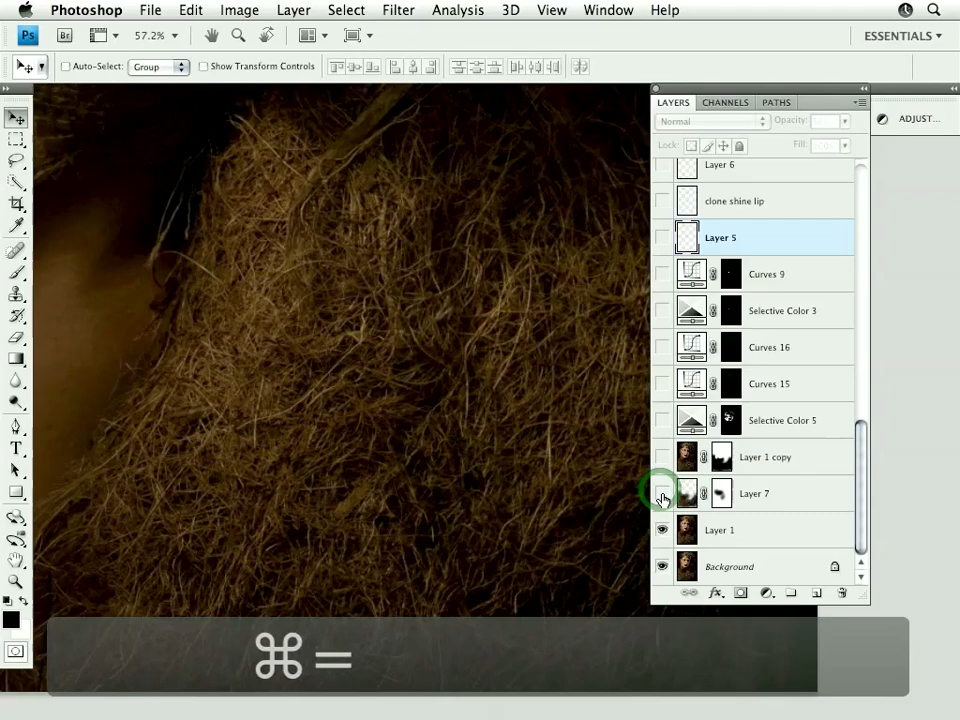 Photoshop File Edit Image Layer Select Filter Analysis 3D View Window Help
Ps Br 57.2% ESSENTIALS
Auto-Select: Group Show Transform Controls
LAYERS CHANNELS PATHS
ADJUST...
Normal Opacity:
Lock: Fill:
Layer 6
clone shine lip
Layer 5
Curves 9
Selective Color 3
Curves 16
Curves 15
Selective Color 5
Layer 1 copy
Layer 7
Layer 1
Background
fx
⌘=